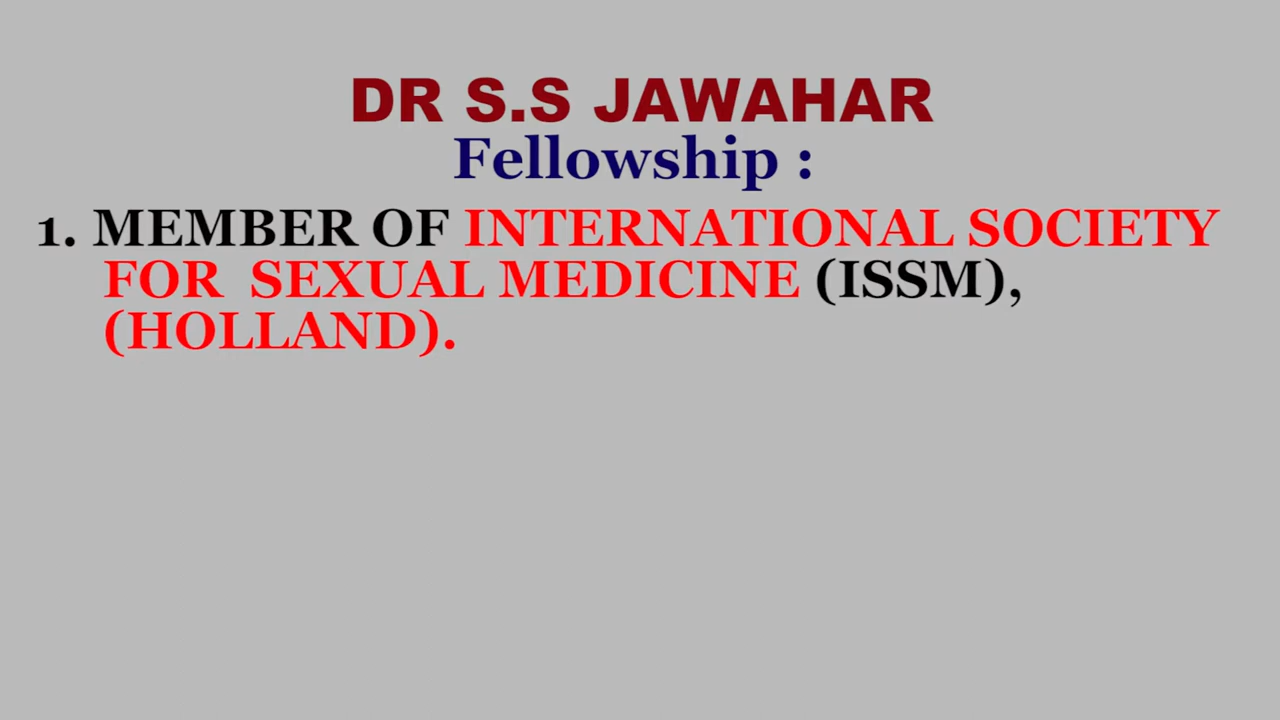 DR S.S JAWAHAR
Fellowship :
1. MEMBER OF INTERNATIONAL SOCIETY
FOR SEXUAL MEDICINE (ISSM),
(HOLLAND).